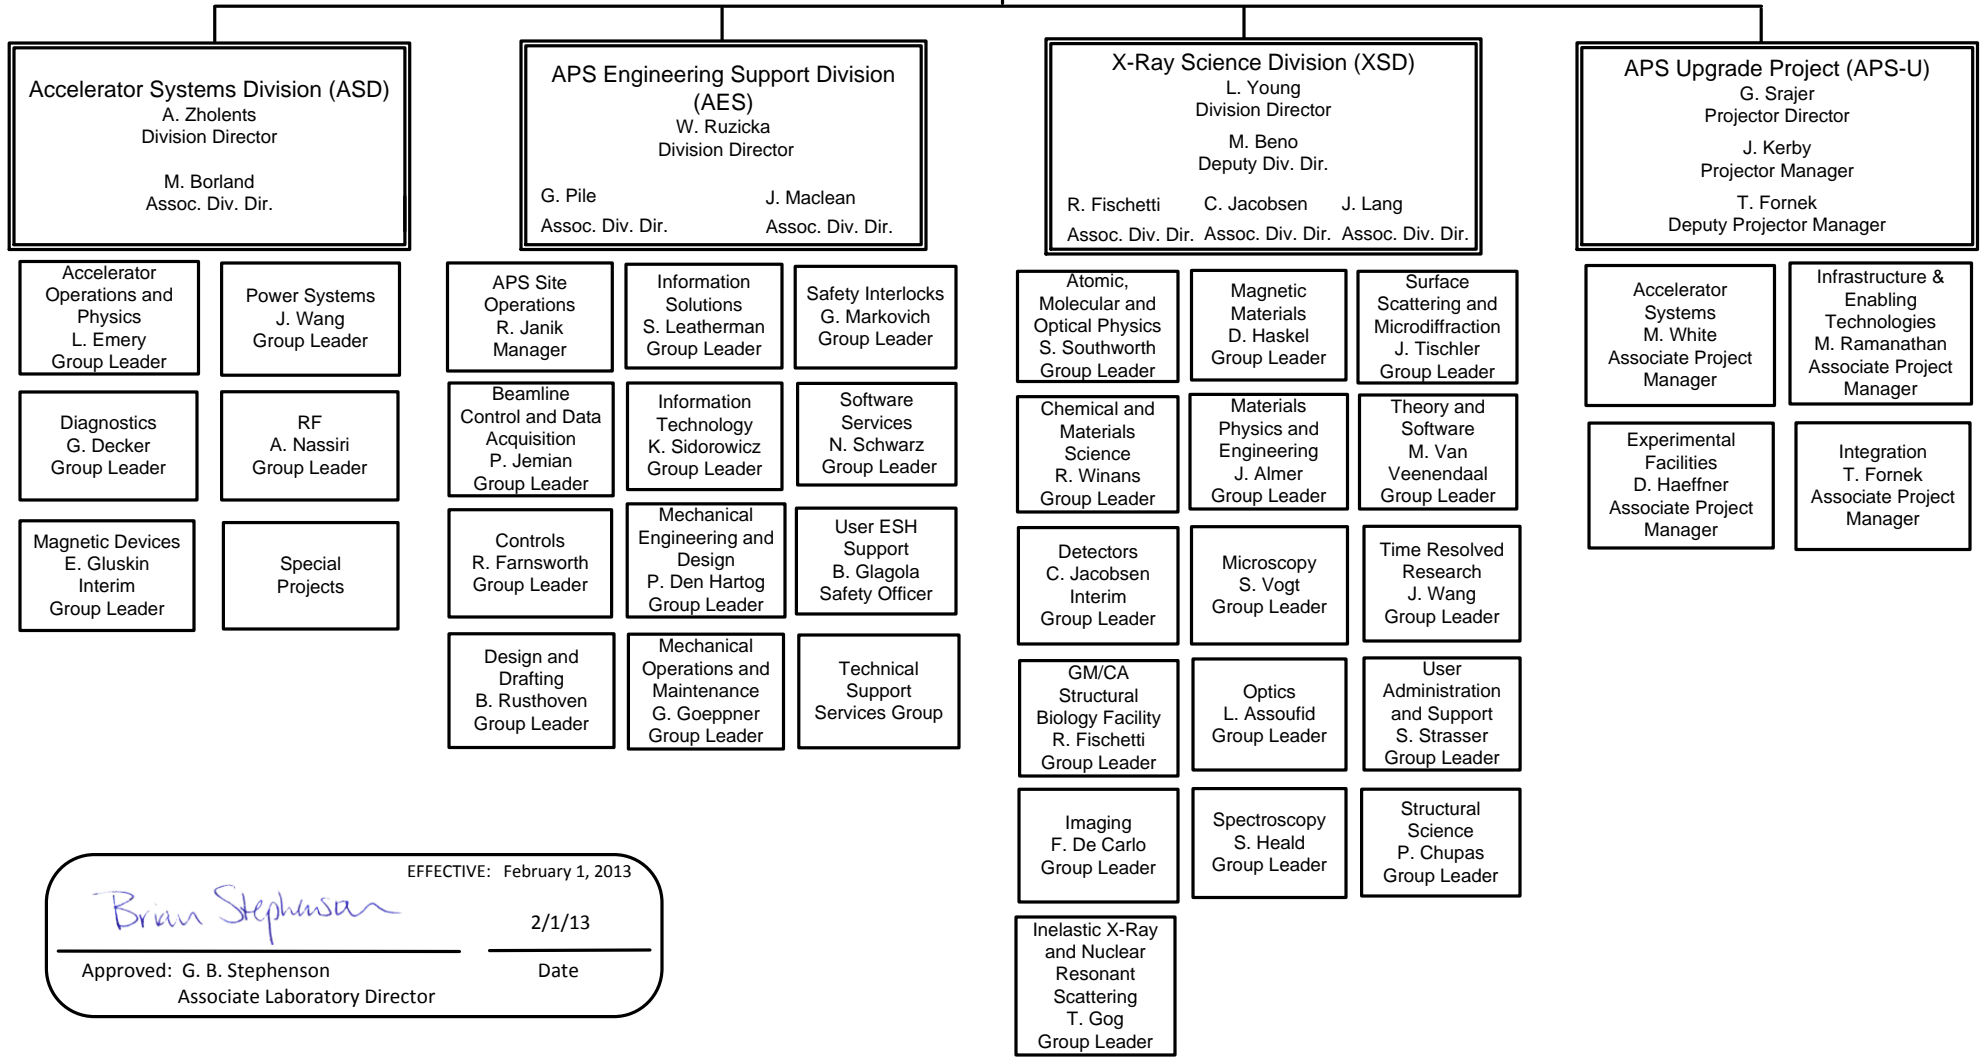 Accelerator Systems Division (ASD)
A. Zholents
Division Director
M. Borland
Assoc. Div. Dir.
APS Engineering Support Division
(AES)
W. Ruzicka
Division Director
G. Pile
Assoc. Div. Dir.
J. Maclean
Assoc. Div. Dir.
X-Ray Science Division (XSD)
L. Young
Division Director
M. Beno
Deputy Div. Dir.
R. Fischetti
Assoc. Div. Dir.
C. Jacobsen
Assoc. Div. Dir.
J. Lang
Assoc. Div. Dir.
APS Upgrade Project (APS-U)
G. Srajer
Projector Director
J. Kerby
Projector Manager
T. Fornek
Deputy Projector Manager
Accelerator
Operations and
Physics
L. Emery
Group Leader
Power Systems
J. Wang
Group Leader
Diagnostics
G. Decker
Group Leader
RF
A. Nassiri
Group Leader
Magnetic Devices
E. Gluskin
Interim
Group Leader
Special
Projects
APS Site
Operations
R. Janik
Manager
Information
Solutions
S. Leatherman
Group Leader
Safety Interlocks
G. Markovich
Group Leader
Beamline
Control and Data
Acquisition
P. Jemian
Group Leader
Information
Technology
K. Sidorowicz
Group Leader
Software
Services
N. Schwarz
Group Leader
Controls
R. Farnsworth
Group Leader
Mechanical
Engineering and
Design
P. Den Hartog
Group Leader
User ESH
Support
B. Glagola
Safety Officer
Design and
Drafting
B. Rusthoven
Group Leader
Mechanical
Operations and
Maintenance
G. Goeppner
Group Leader
Technical
Support
Services Group
Atomic,
Molecular and
Optical Physics
S. Southworth
Group Leader
Magnetic
Materials
D. Haskel
Group Leader
Surface
Scattering and
Microdiffraction
J. Tischler
Group Leader
Chemical and
Materials
Science
R. Winans
Group Leader
Materials
Physics and
Engineering
J. Almer
Group Leader
Theory and
Software
M. Van
Veenendaal
Group Leader
Detectors
C. Jacobsen
Interim
Group Leader
Microscopy
S. Vogt
Group Leader
Time Resolved
Research
J. Wang
Group Leader
GM/CA
Structural
Biology Facility
R. Fischetti
Group Leader
Optics
L. Assoufid
Group Leader
User
Administration
and Support
S. Strasser
Group Leader
Imaging
F. De Carlo
Group Leader
Spectroscopy
S. Heald
Group Leader
Structural
Science
P. Chupas
Group Leader
Inelastic X-Ray
and Nuclear
Resonant
Scattering
T. Gog
Group Leader
Accelerator
Systems
M. White
Associate Project
Manager
Infrastructure &
Enabling
Technologies
M. Ramanathan
Associate Project
Manager
Experimental
Facilities
D. Haeffner
Associate Project
Manager
Integration
T. Fornek
Associate Project
Manager
EFFECTIVE: February 1, 2013
Brian Stephenson
2/1/13
Approved: G. B. Stephenson
Associate Laboratory Director
Date